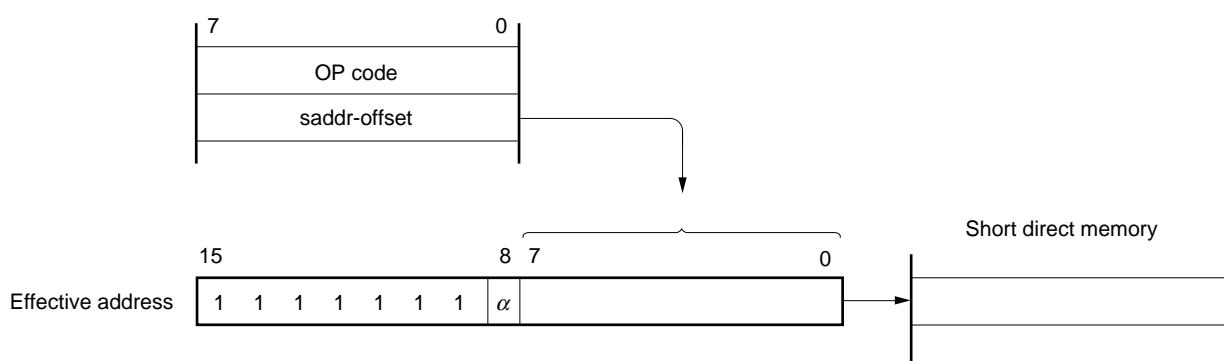 7 0
OP code
saddr-offset
Short direct memory
15 8 7 0
Effective address 1 1 1 1 1 1 1 α